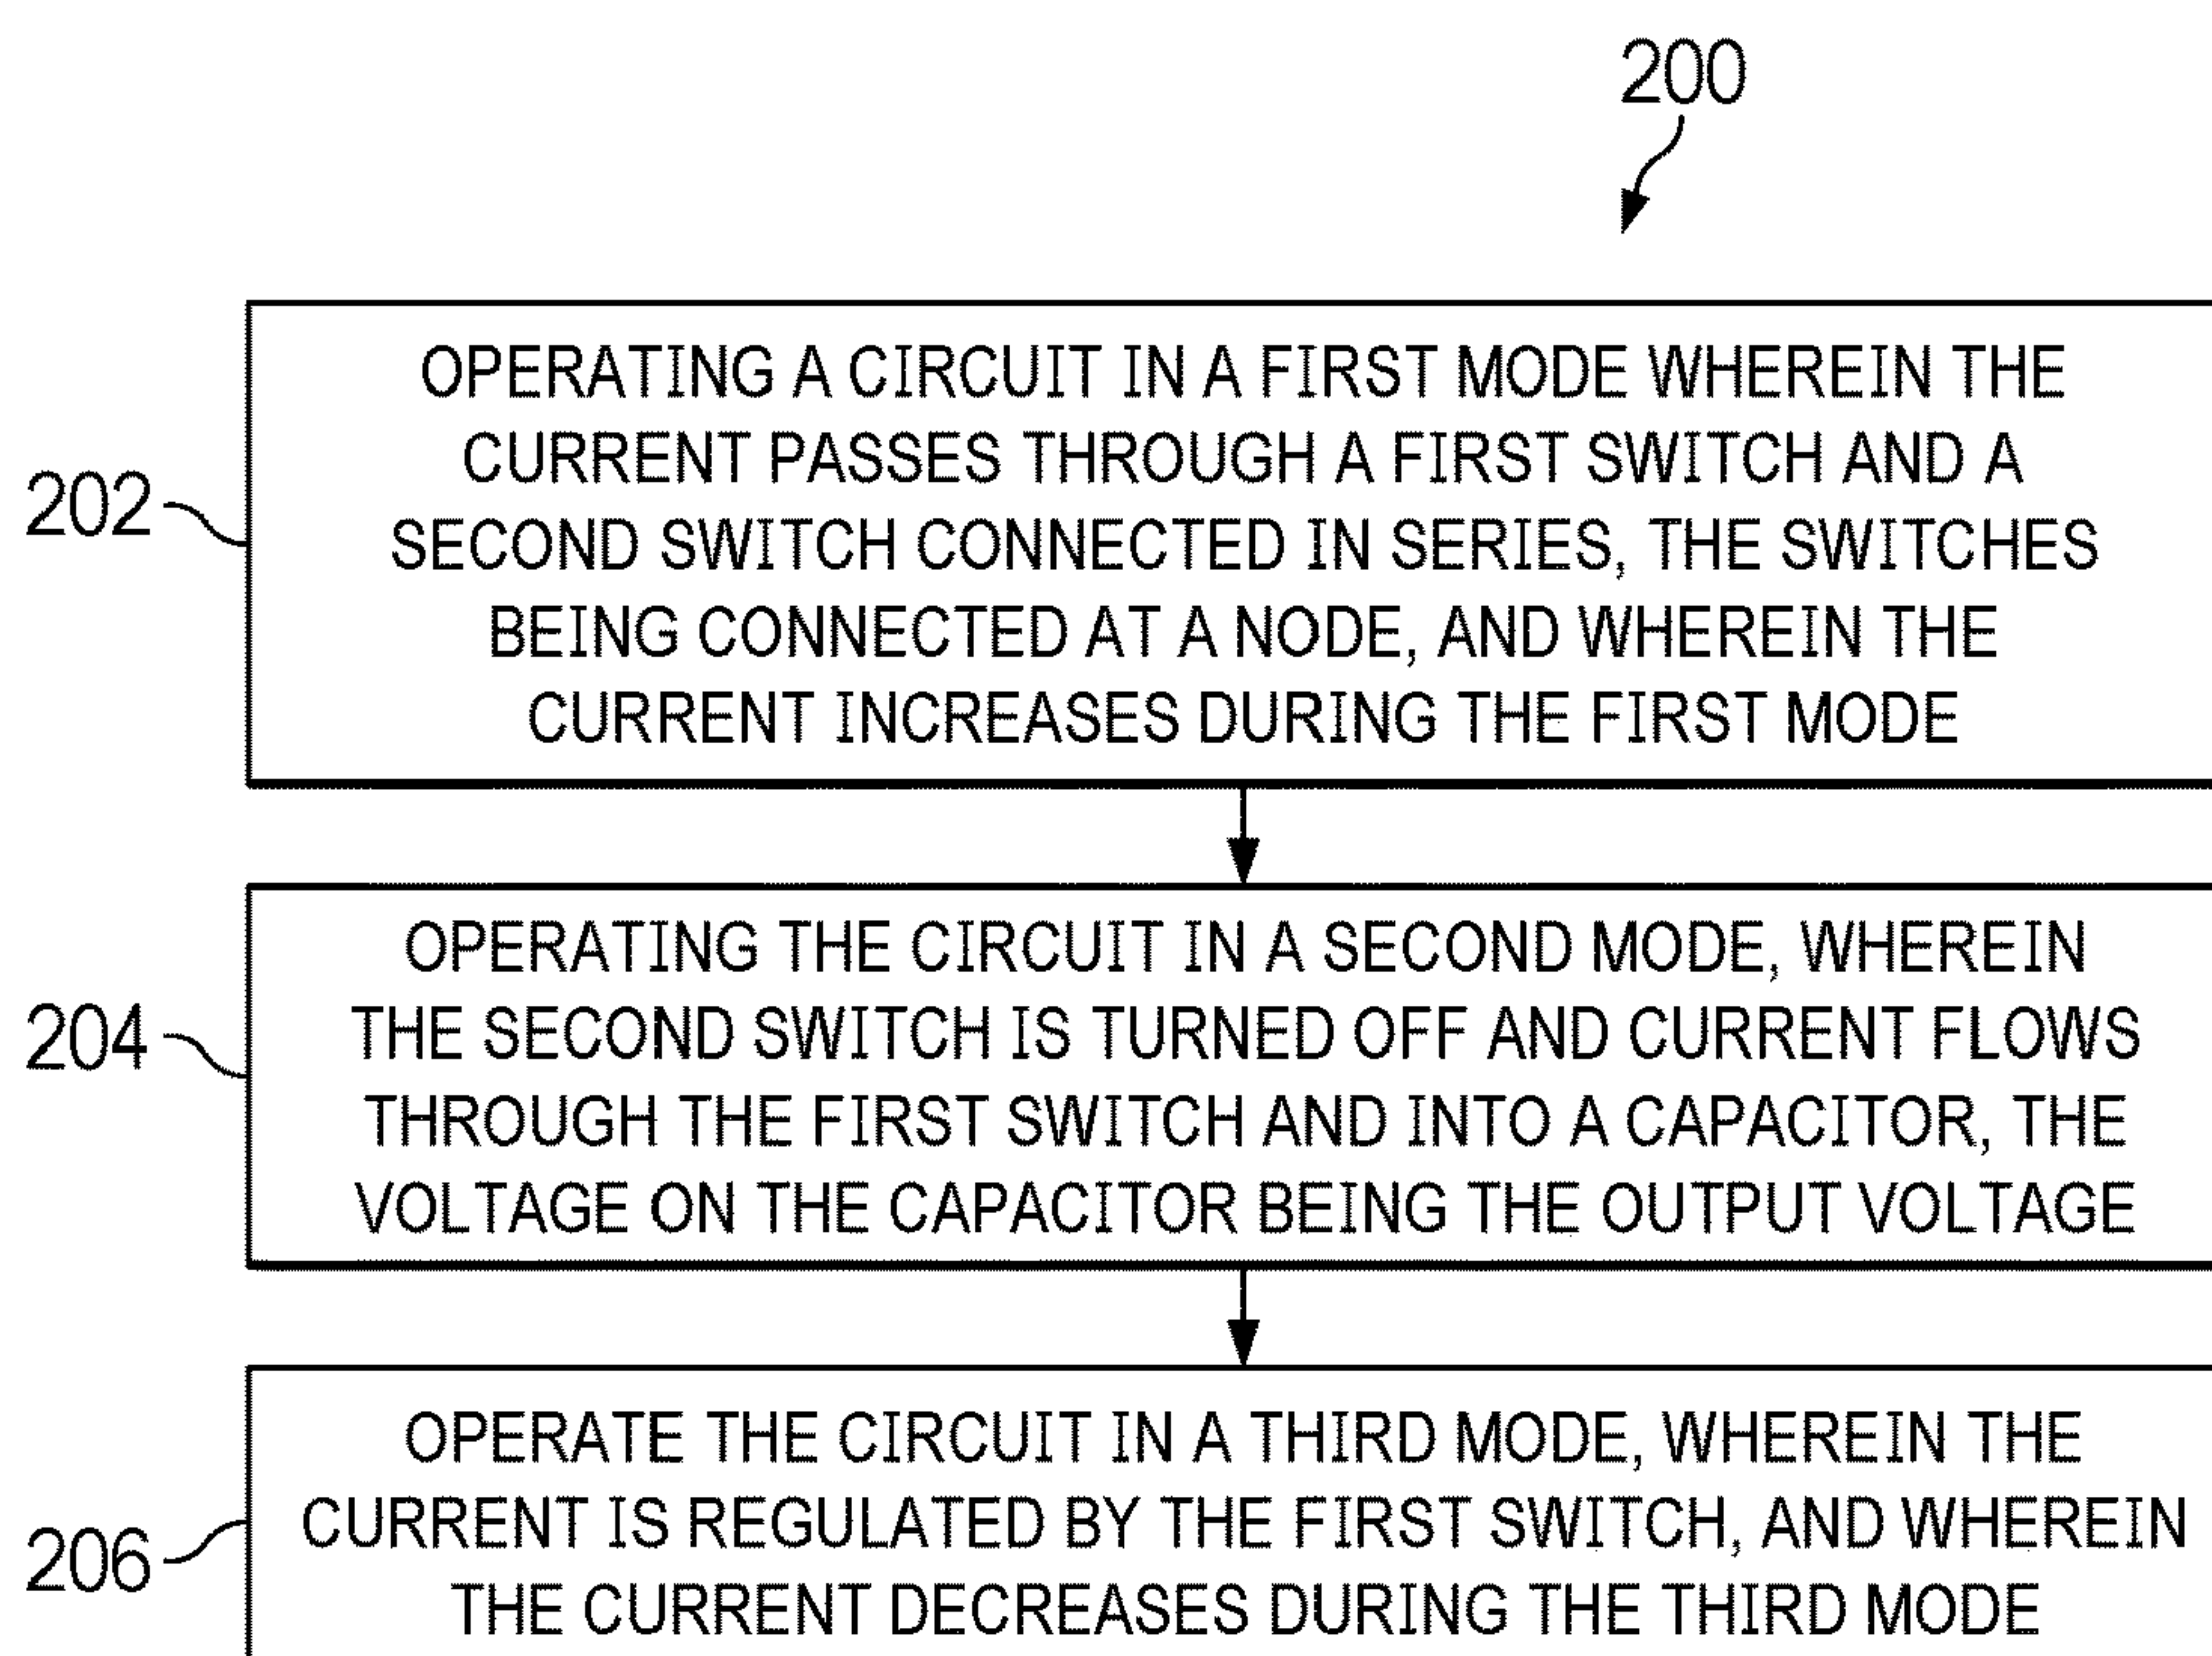 200
202
OPERATING A CIRCUIT IN A FIRST MODE WHEREIN THE
CURRENT PASSES THROUGH A FIRST SWITCH AND A
SECOND SWITCH CONNECTED IN SERIES, THE SWITCHES
BEING CONNECTED AT A NODE, AND WHEREIN THE
CURRENT INCREASES DURING THE FIRST MODE
204
OPERATING THE CIRCUIT IN A SECOND MODE, WHEREIN
THE SECOND SWITCH IS TURNED OFF AND CURRENT FLOWS
THROUGH THE FIRST SWITCH AND INTO A CAPACITOR, THE
VOLTAGE ON THE CAPACITOR BEING THE OUTPUT VOLTAGE
206
OPERATE THE CIRCUIT IN A THIRD MODE, WHEREIN THE
CURRENT IS REGULATED BY THE FIRST SWITCH, AND WHEREIN
THE CURRENT DECREASES DURING THE THIRD MODE